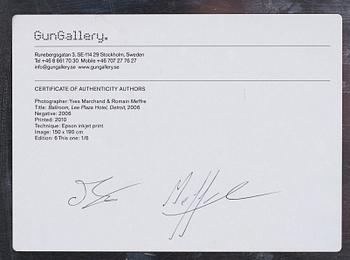 GunGallery.
Runebergsgatan 3, SE-114 29 Stockholm, Sweden
Tel +46 8 661 70 30 Mobile +46 707 27 76 27
info@gungallery.se www.gungallery.se
CERTIFICATE OF AUTHENTICITY AUTHORS
Photographer: Yves Marchand & Romain Meffre
Title: Ballroom, Lee Plaza Hotel, Detroit, 2006
Negative: 2006
Printed: 2010
Technique: Epson inkjet print
Image: 150 x 190 cm
Edition: 6 This one: 1/6
Meffre